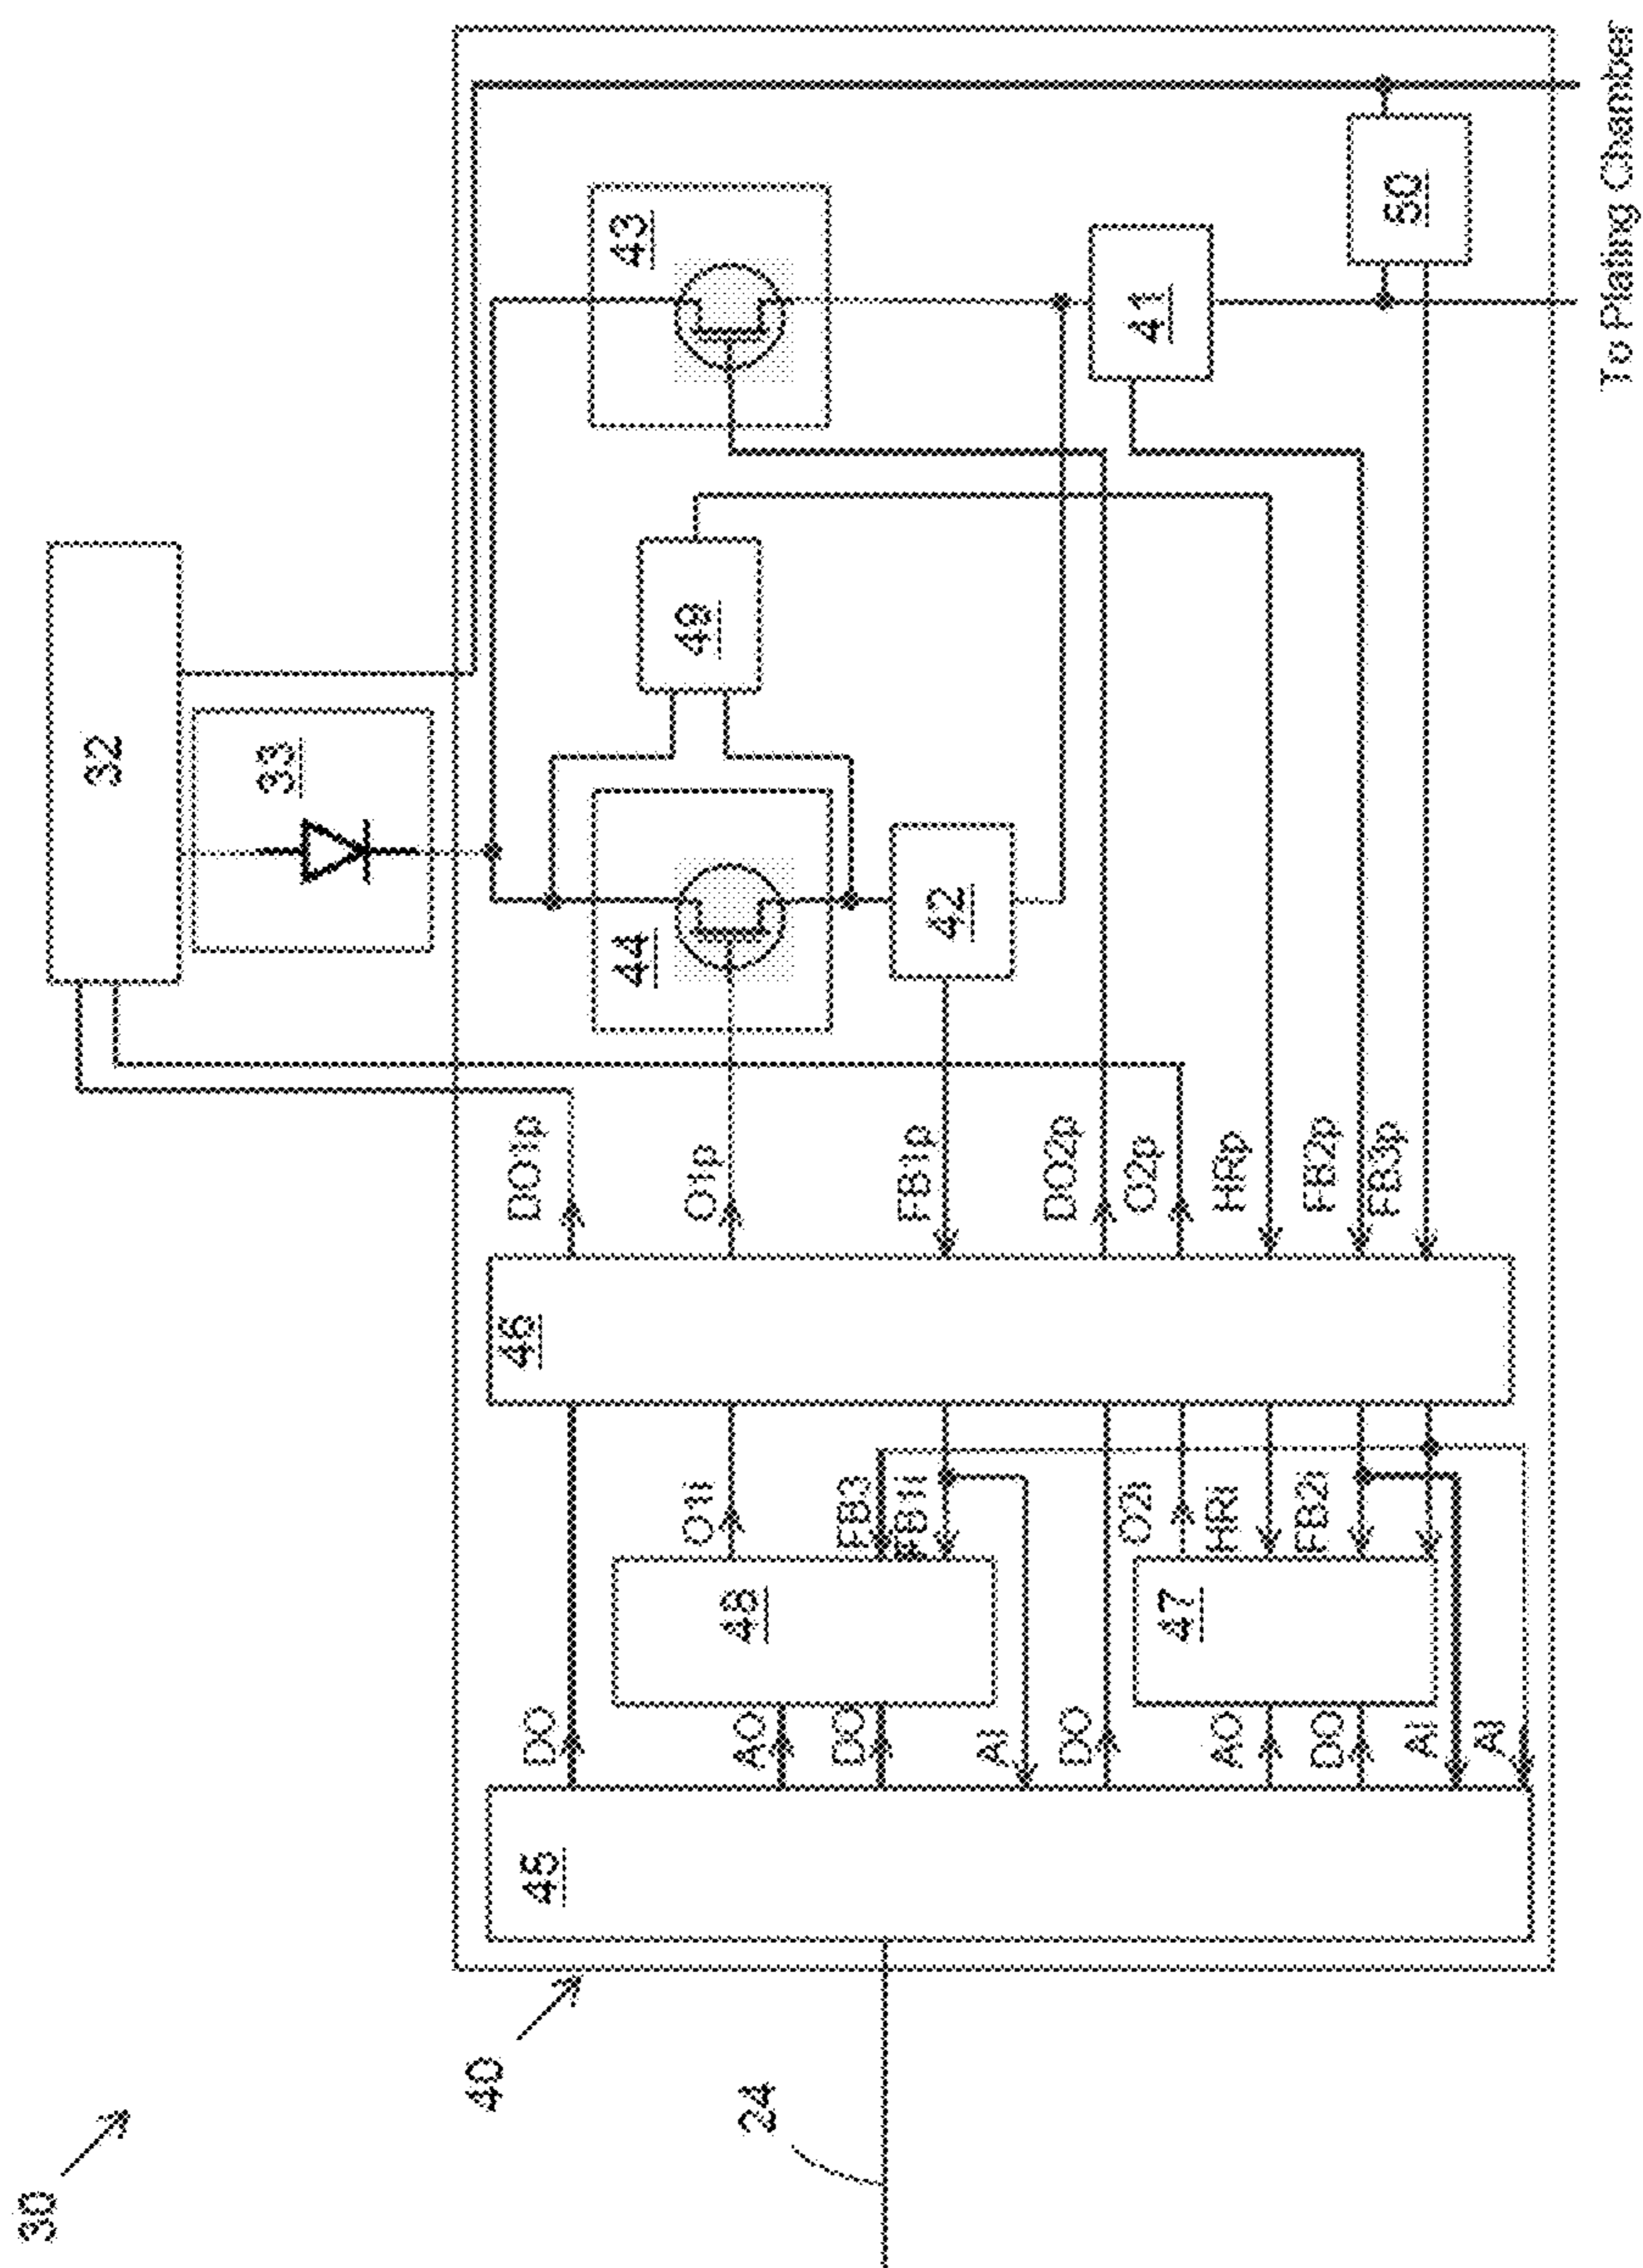 30
40
24
32
33
43
44
49
42
41
50
45
46
48
47
DO
AO
DO
AI
DO
AO
DO
AI
AI
O1i
FB3
FB1i
O2i
HRi
FB2i
DO1p
O1p
FB1p
DO2p
O2p
HRp
FB2p
FB3p
To Plating Chamber